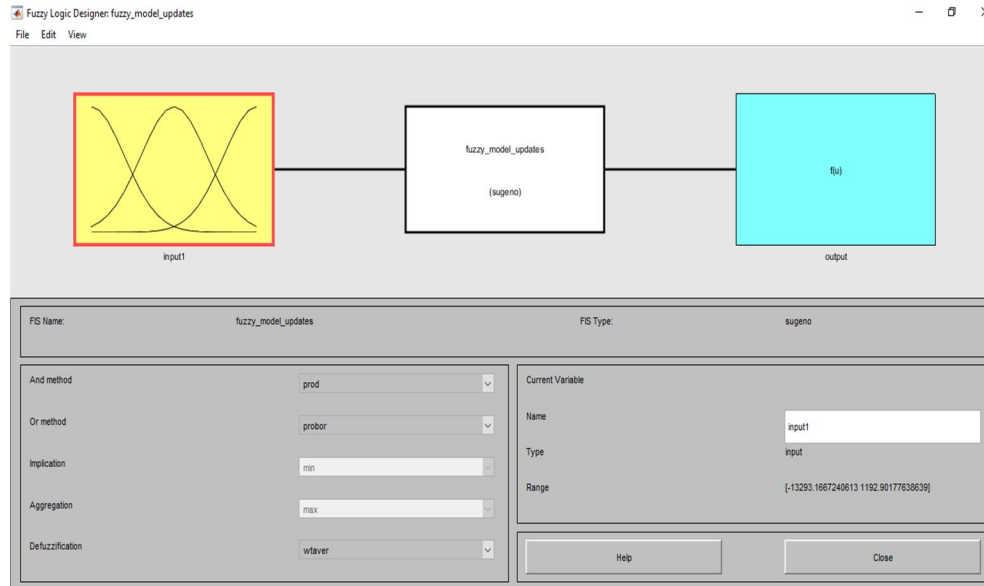 Fuzzy Logic Designer: fuzzy_model_updates
File Edit View
fuzzy_model_updates
(sugeno)
f(u)
input1
output
FIS Name: fuzzy_model_updates FIS Type: sugeno
And method prod
Or method probor
Implication min
Aggregation max
Defuzzification wtaver
Current Variable
Name input1
Type input
Range [-13293.1667240613 1192.90177638639]
Help Close